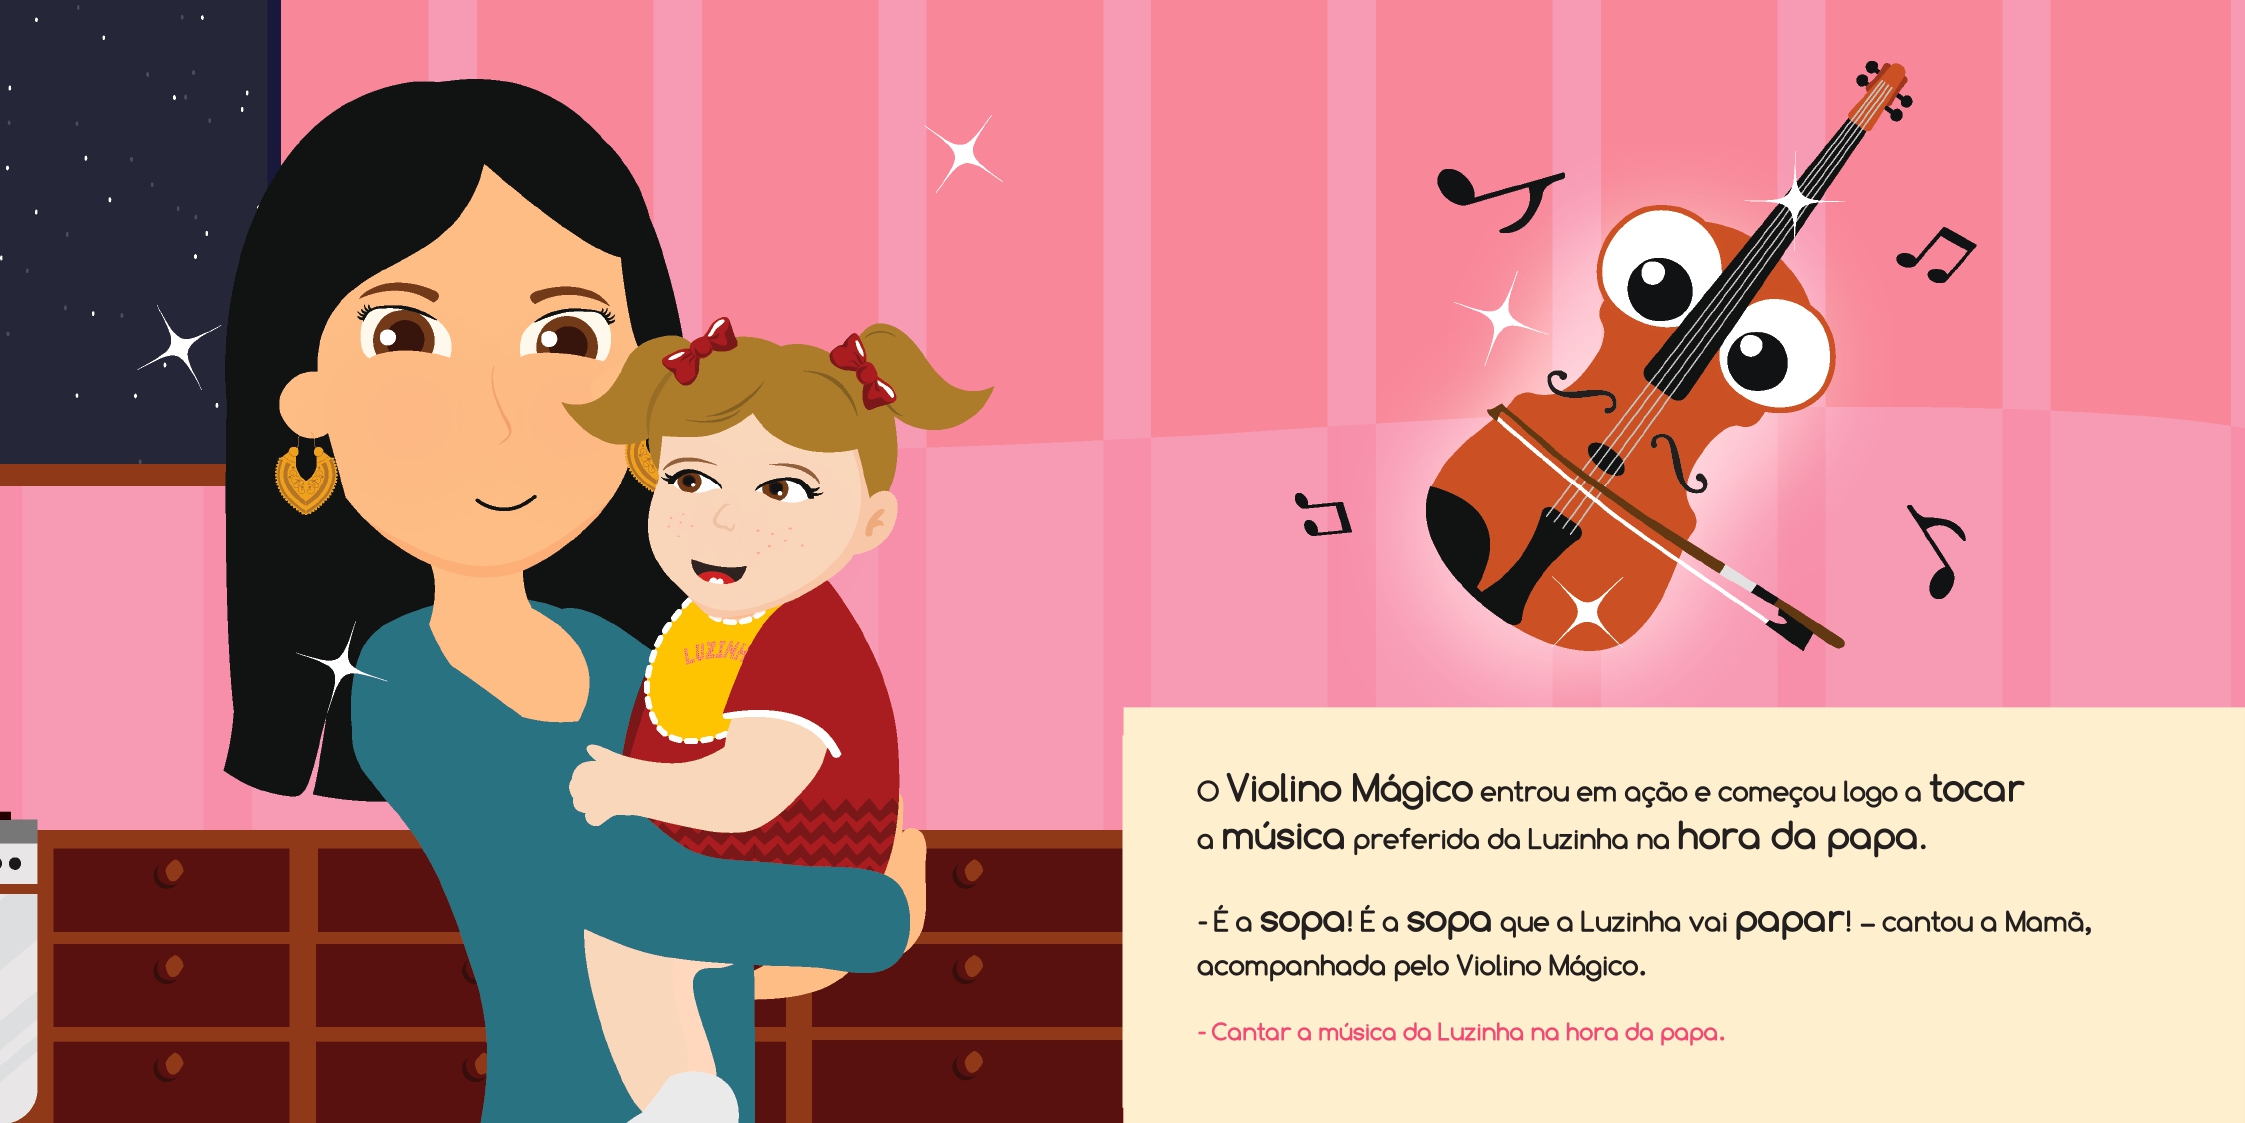 LUZINH
O Violino Mágico entrou em ação e começou logo a tocar
a música preferida da Luzinha na hora da papa.
- É a sopa! É a sopa que a Luzinha vai papar! – cantou a Mamã,
acompanhada pelo Violino Mágico.
- Cantar a música da Luzinha na hora da papa.